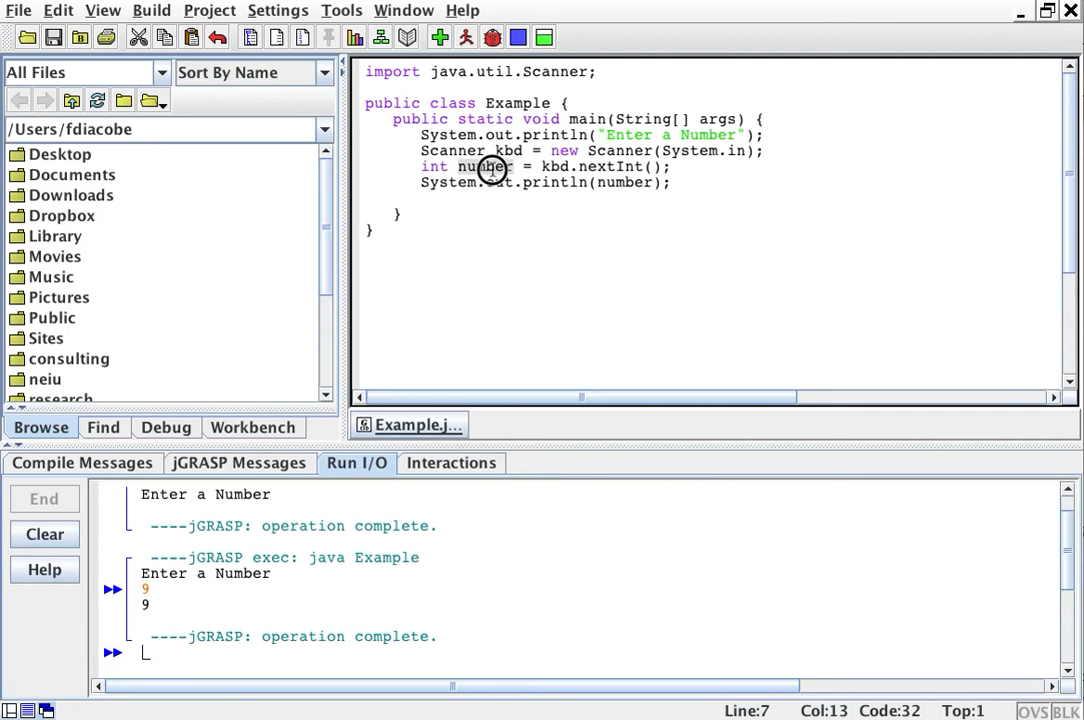 File Edit View Build Project Settings Tools Window Help
All Files Sort By Name
/Users/fdiacobe
Desktop
Documents
Downloads
Dropbox
Library
Movies
Music
Pictures
Public
Sites
consulting
neiu
research
Browse Find Debug Workbench
import java.util.Scanner;
public class Example {
public static void main(String[] args) {
System.out.println("Enter a Number");
Scanner kbd = new Scanner(System.in);
int number = kbd.nextInt();
System.out.println(number);
}
}
Example.j...
Compile Messages jGRASP Messages Run I/O Interactions
End
Clear
Help
Enter a Number
----jGRASP: operation complete.
----jGRASP exec: java Example
Enter a Number
9
9
----jGRASP: operation complete.
Line:7 Col:13 Code:32 Top:1 OVS BLK